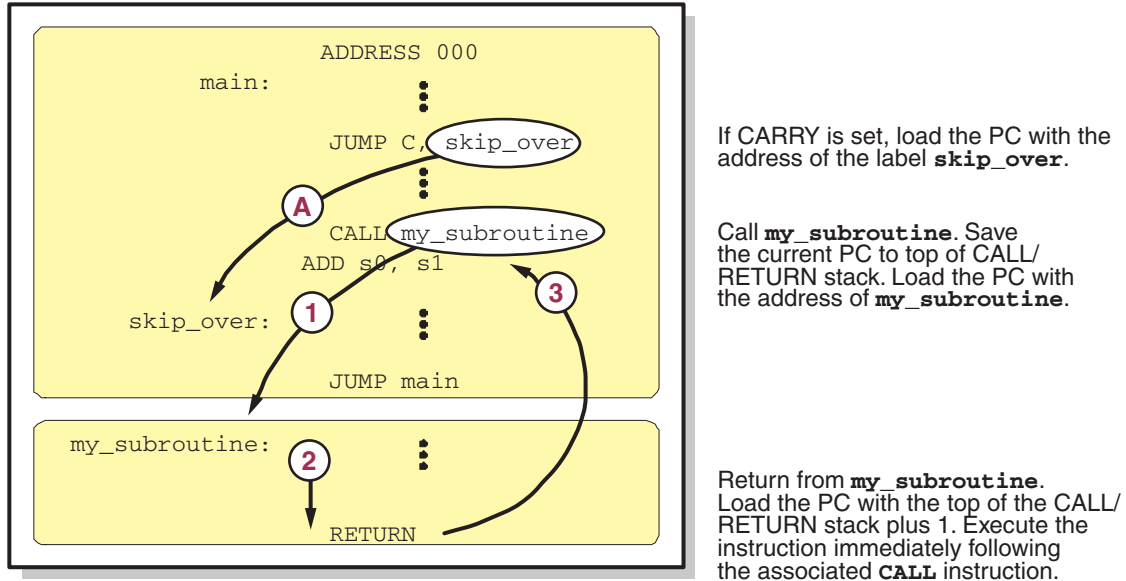 ADDRESS 000
main:
JUMP C, skip_over
A
CALL my_subroutine
ADD s0, s1
3
1
skip_over:
JUMP main
my_subroutine:
2
RETURN
If CARRY is set, load the PC with the
address of the label skip_over.
Call my_subroutine. Save
the current PC to top of CALL/
RETURN stack. Load the PC with
the address of my_subroutine.
Return from my_subroutine.
Load the PC with the top of the CALL/
RETURN stack plus 1. Execute the
instruction immediately following
the associated CALL instruction.